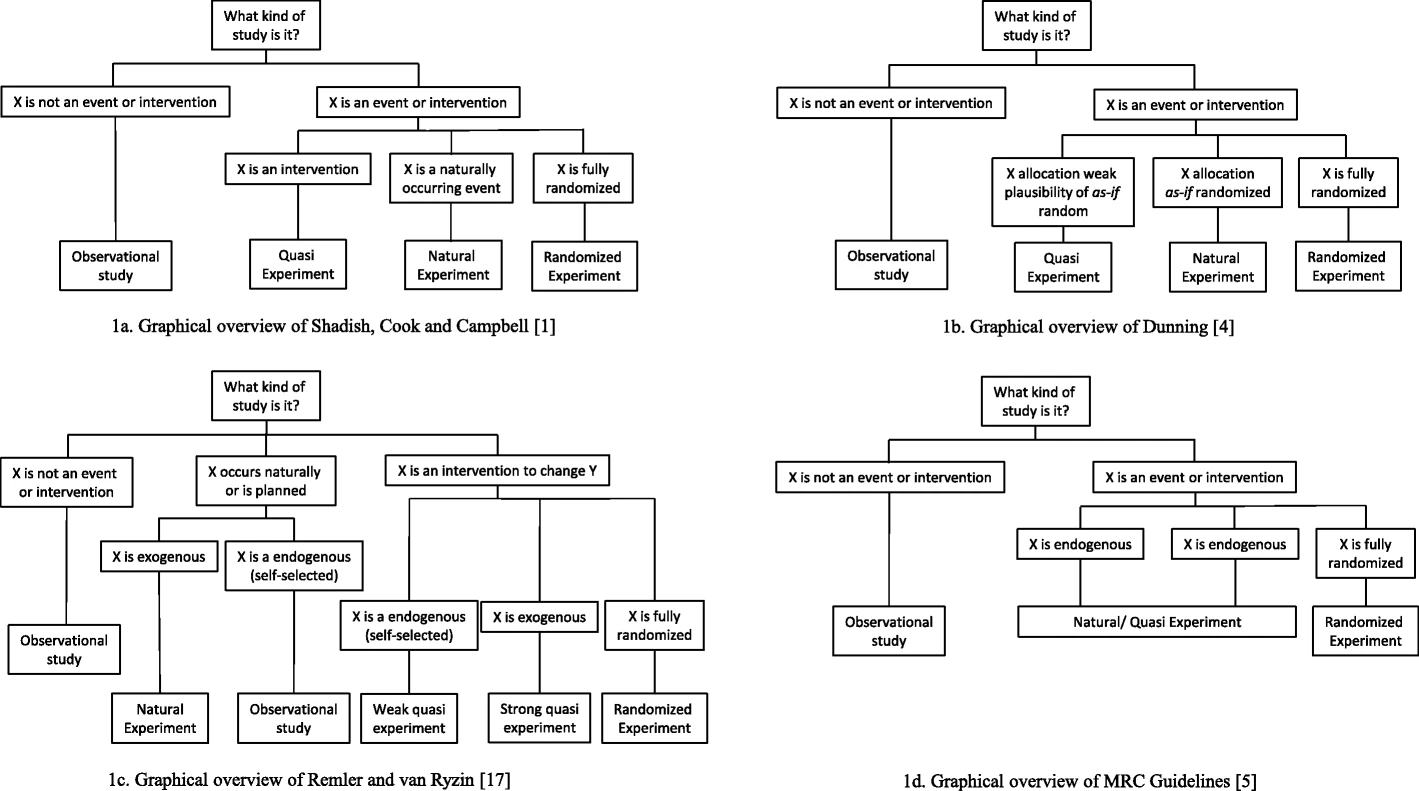 What kind of
study is it?
X is not an event or intervention
X is an event or intervention
X is an intervention
X is a naturally
occurring event
X is fully
randomized
Observational
study
Quasi
Experiment
Natural
Experiment
Randomized
Experiment
1a. Graphical overview of Shadish, Cook and Campbell [1]
What kind of
study is it?
X is not an event or intervention
X is an event or intervention
X allocation weak
plausibility of as-if
random
X allocation
as-if randomized
X is fully
randomized
Observational
study
Quasi
Experiment
Natural
Experiment
Randomized
Experiment
1b. Graphical overview of Dunning [4]
What kind of
study is it?
X is not an event
or intervention
X occurs naturally
or is planned
X is an intervention to change Y
X is exogenous
X is a endogenous
(self-selected)
X is a endogenous
(self-selected)
X is exogenous
X is fully
randomized
Observational
study
Natural
Experiment
Observational
study
Weak quasi
experiment
Strong quasi
experiment
Randomized
Experiment
1c. Graphical overview of Remler and van Ryzin [17]
What kind of
study is it?
X is not an event or intervention
X is an event or intervention
X is endogenous
X is endogenous
X is fully
randomized
Observational
study
Natural/ Quasi Experiment
Randomized
Experiment
1d. Graphical overview of MRC Guidelines [5]